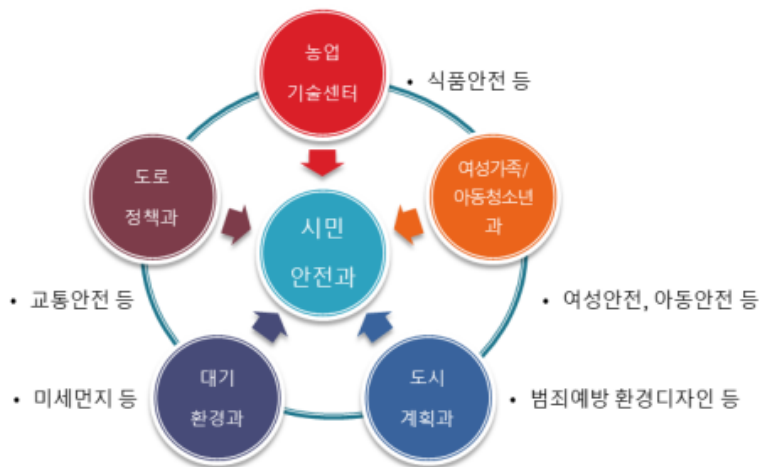 농업
기술센터
• 식품안전 등
도로
정책과
여성가족/
아동청소년
과
시민
안전과
• 교통안전 등
• 여성안전, 아동안전 등
대기
환경과
• 미세먼지 등
도시
계획과
• 범죄예방 환경디자인 등